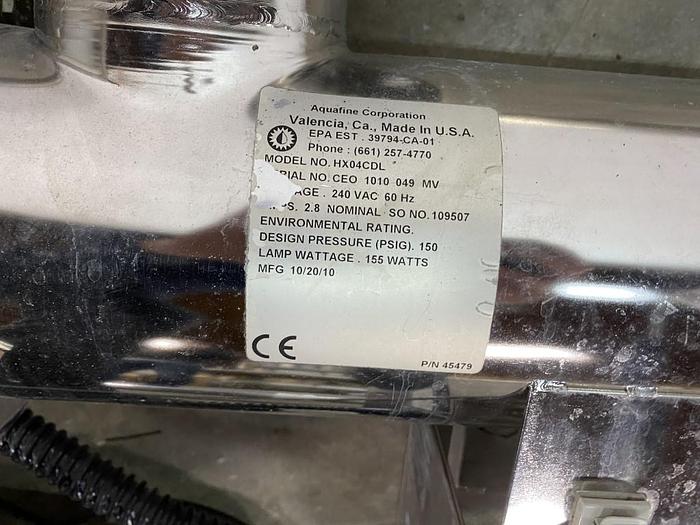 Aquafine Corporation
Valencia, Ca., Made In U.S.A.
EPA EST . 39794-CA-01
Phone : (661) 257-4770
MODEL NO. HX04CDL
RIAL NO. CEO 1010 049 MV
AGE . 240 VAC 60 Hz
PS. 2.8 NOMINAL SO NO. 109507
ENVIRONMENTAL RATING.
DESIGN PRESSURE (PSIG). 150
LAMP WATTAGE . 155 WATTS
MFG 10/20/10
CE
P/N 45479